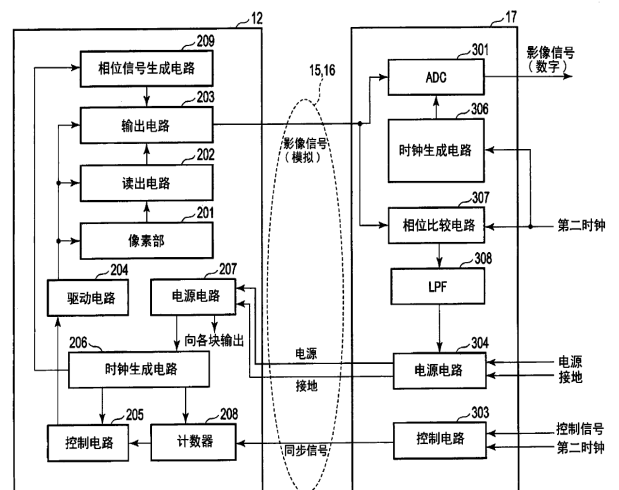 12
17
209
相位信号生成电路
203
输出电路
202
读出电路
201
像素部
204
驱动电路
207
电源电路
向各块输出
206
时钟生成电路
205
控制电路
208
计数器
15,16
影像信号
(模拟)
电源
接地
同步信号
301
ADC
影像信号
(数字)
306
时钟生成电路
307
相位比较电路
第二时钟
308
LPF
304
电源电路
电源
接地
303
控制电路
控制信号
第二时钟